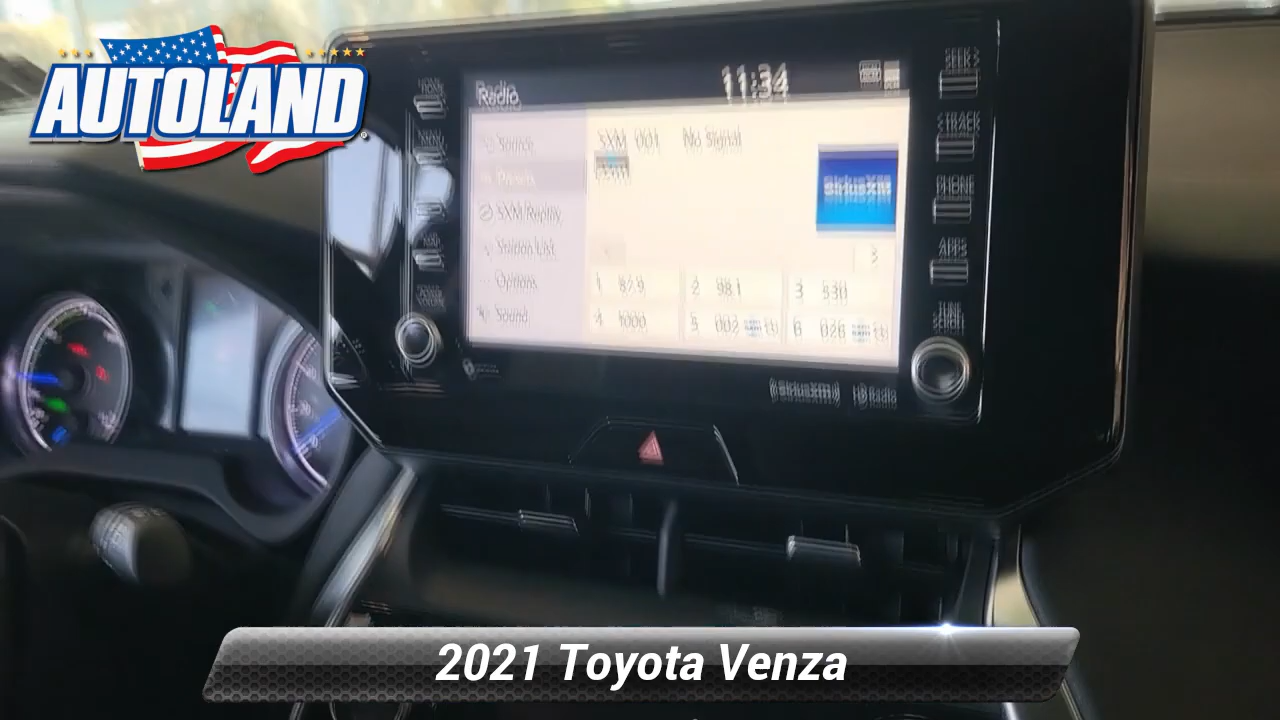 AUTOLAND
Radio
11:34
SEEK >
Source
SXM 001 No Signal
< TRACK
Presets
SiriusXM
PHONE
SXM Replay
Station List
3
APPS
Options
1 87.9 2 98.1 3 530
TUNE
SCROLL
Sound
4 1000 5 002 6 026
SiriusXM HD Radio
2021 Toyota Venza